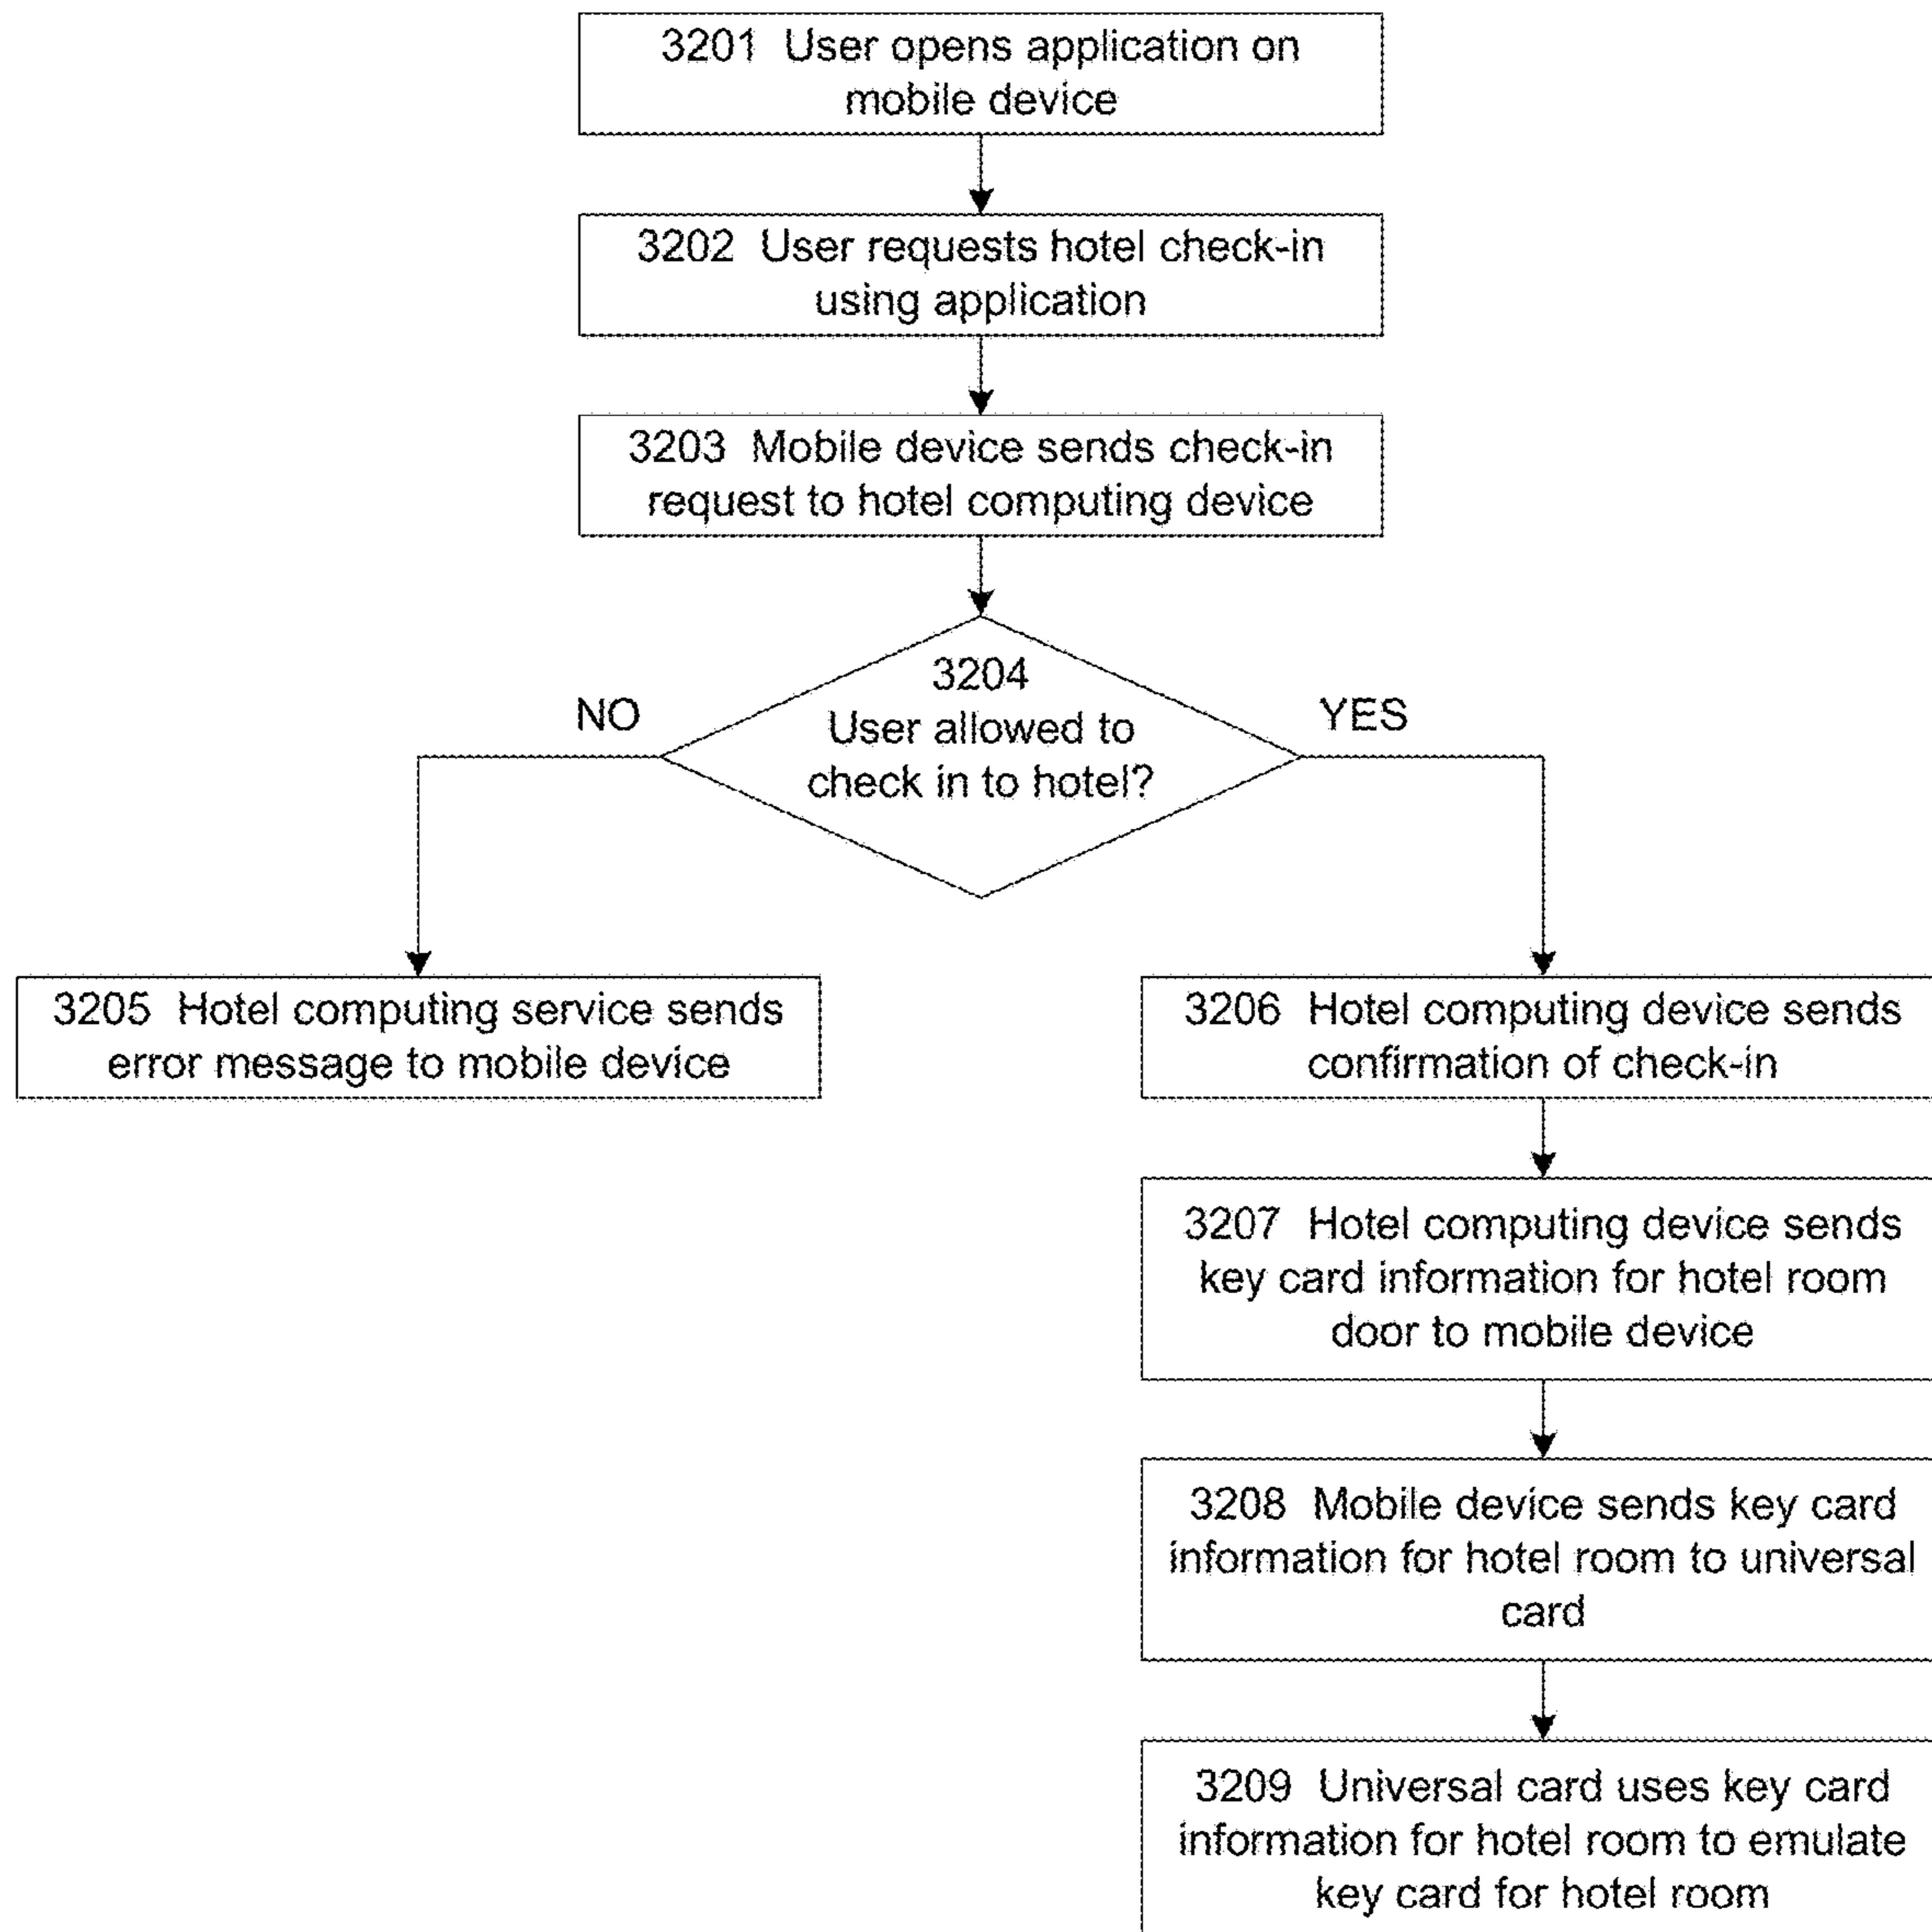 3201 User opens application on
mobile device
3202 User requests hotel check-in
using application
3203 Mobile device sends check-in
request to hotel computing device
3204
User allowed to
check in to hotel?
NO
YES
3205 Hotel computing service sends
error message to mobile device
3206 Hotel computing device sends
confirmation of check-in
3207 Hotel computing device sends
key card information for hotel room
door to mobile device
3208 Mobile device sends key card
information for hotel room to universal
card
3209 Universal card uses key card
information for hotel room to emulate
key card for hotel room